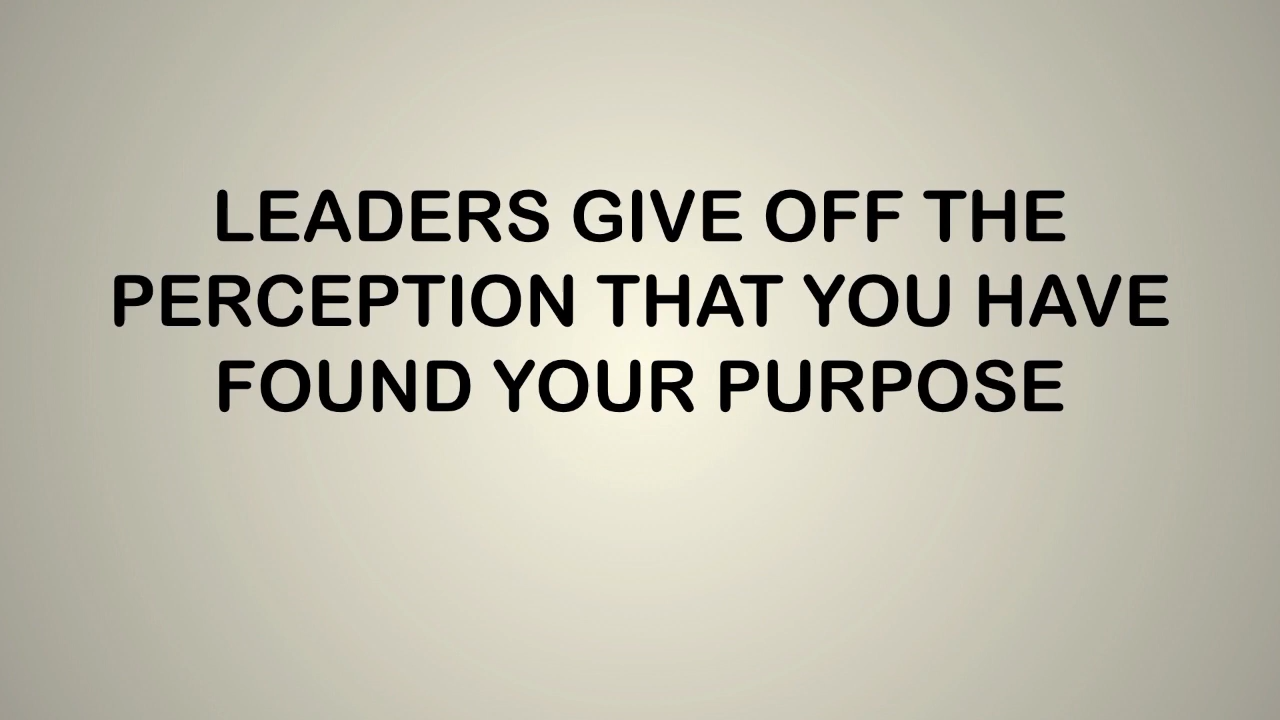 LEADERS GIVE OFF THE
PERCEPTION THAT YOU HAVE
FOUND YOUR PURPOSE